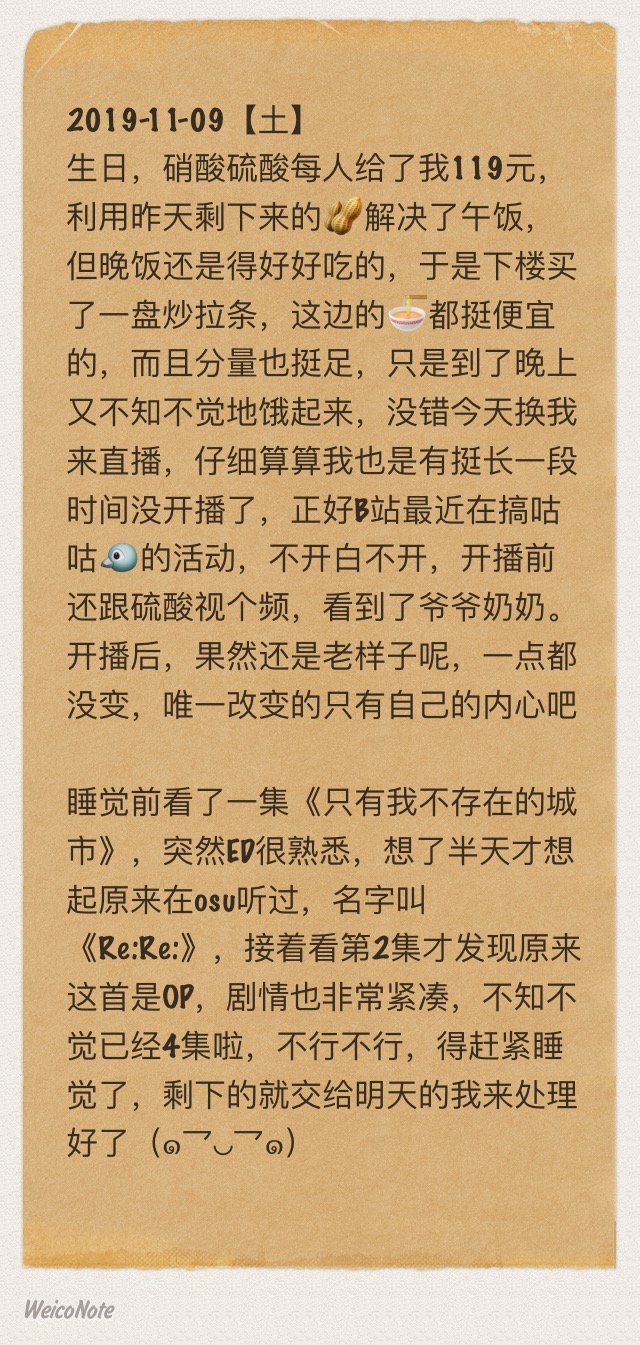 2019-11-09【土】
生日，硝酸硫酸每人给了我119元，
利用昨天剩下来的🥜解决了午饭，
但晚饭还是得好好吃的，于是下楼买
了一盘炒拉条，这边的🍜都挺便宜
的，而且分量也挺足，只是到了晚上
又不知不觉地饿起来，没错今天换我
来直播，仔细算算我也是有挺长一段
时间没开播了，正好B站最近在搞咕
咕🐦的活动，不开白不开，开播前
还跟硫酸视个频，看到了爷爷奶奶。
开播后，果然还是老样子呢，一点都
没变，唯一改变的只有自己的内心吧
睡觉前看了一集《只有我不存在的城
市》，突然ED很熟悉，想了半天才想
起原来在osu听过，名字叫
《Re:Re:》，接着看第2集才发现原来
这首是OP，剧情也非常紧凑，不知不
觉已经4集啦，不行不行，得赶紧睡
觉了，剩下的就交给明天的我来处理
好了（๑乛◡乛๑）
WeicoNote